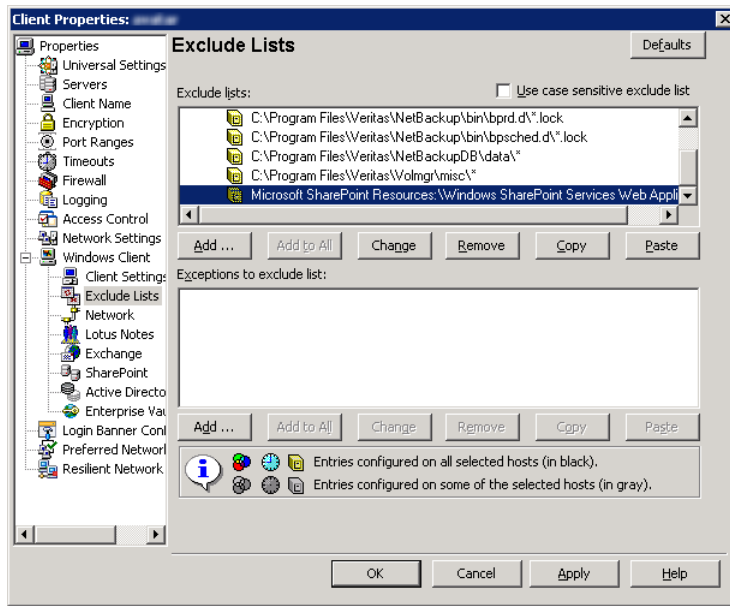 Client Properties:
Properties
Universal Settings
Servers
Client Name
Encryption
Port Ranges
Timeouts
Firewall
Logging
Access Control
Network Settings
Windows Client
Client Settings
Exclude Lists
Network
Lotus Notes
Exchange
SharePoint
Active Directo
Enterprise Vau
Login Banner Conf
Preferred Network
Resilient Network
Exclude Lists
Defaults
Exclude lists:
Use case sensitive exclude list
C:\Program Files\Veritas\NetBackup\bin\bprd.d\*.lock
C:\Program Files\Veritas\NetBackup\bin\bpsched.d\*.lock
C:\Program Files\Veritas\NetBackupDB\data\*
C:\Program Files\Veritas\Volmgr\misc\*
Microsoft SharePoint Resources:\Windows SharePoint Services Web Appli
Add ...
Add to All
Change
Remove
Copy
Paste
Exceptions to exclude list:
Add ...
Add to All
Change
Remove
Copy
Paste
Entries configured on all selected hosts (in black).
Entries configured on some of the selected hosts (in gray).
OK
Cancel
Apply
Help